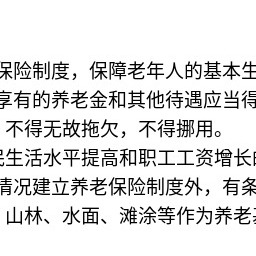 保险制度，保障老年人的基本生
享有的养老金和其他待遇应当得
不得无故拖欠，不得挪用。
民生活水平提高和职工工资增长的
情况建立养老保险制度外，有条
山林、水面、滩涂等作为养老基